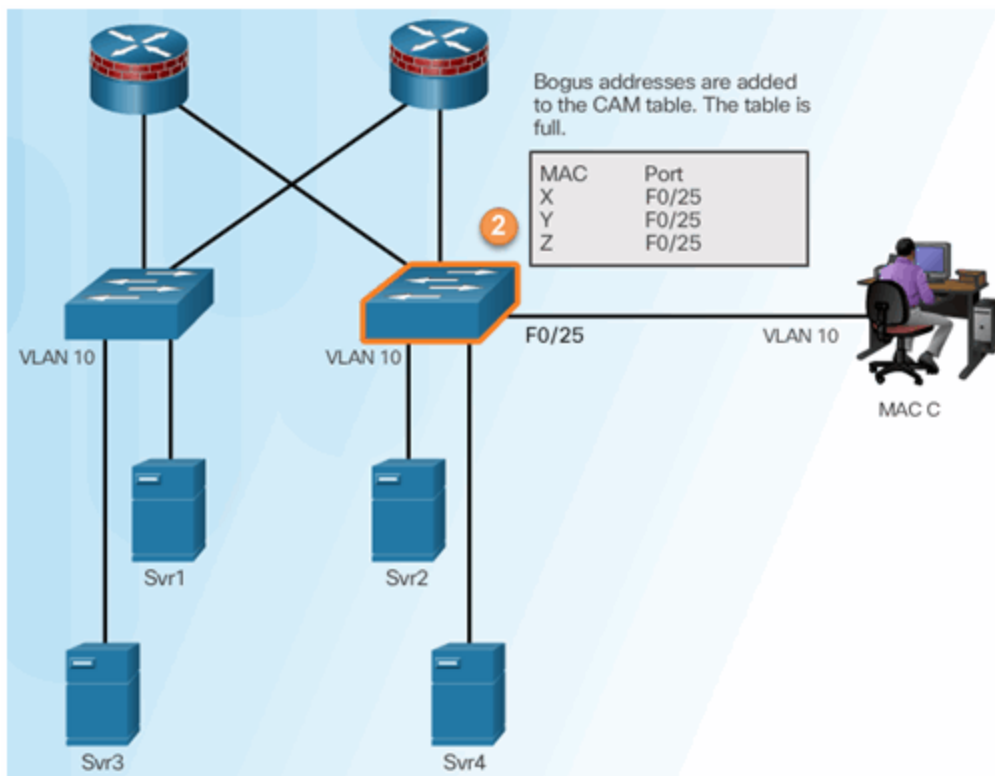 Bogus addresses are added
to the CAM table. The table is
full.
MAC Port
X F0/25
Y F0/25
Z F0/25
2
F0/25
VLAN 10
VLAN 10
VLAN 10
MAC C
Svr1
Svr2
Svr3
Svr4